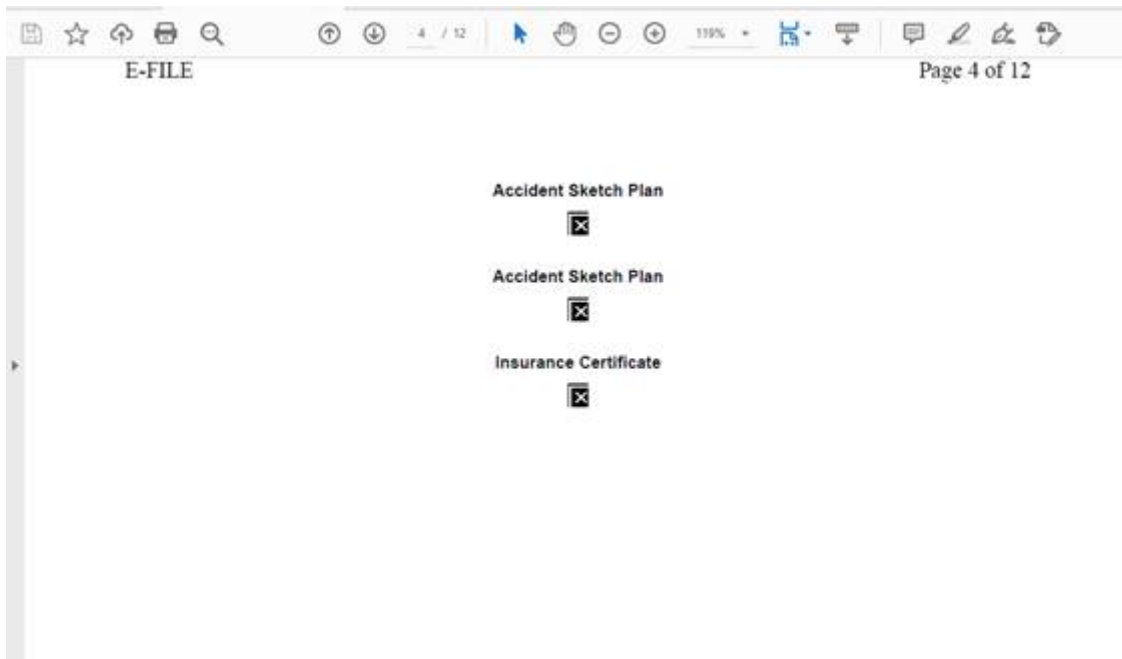 4 / 12
119%
E-FILE
Page 4 of 12
Accident Sketch Plan
Accident Sketch Plan
Insurance Certificate